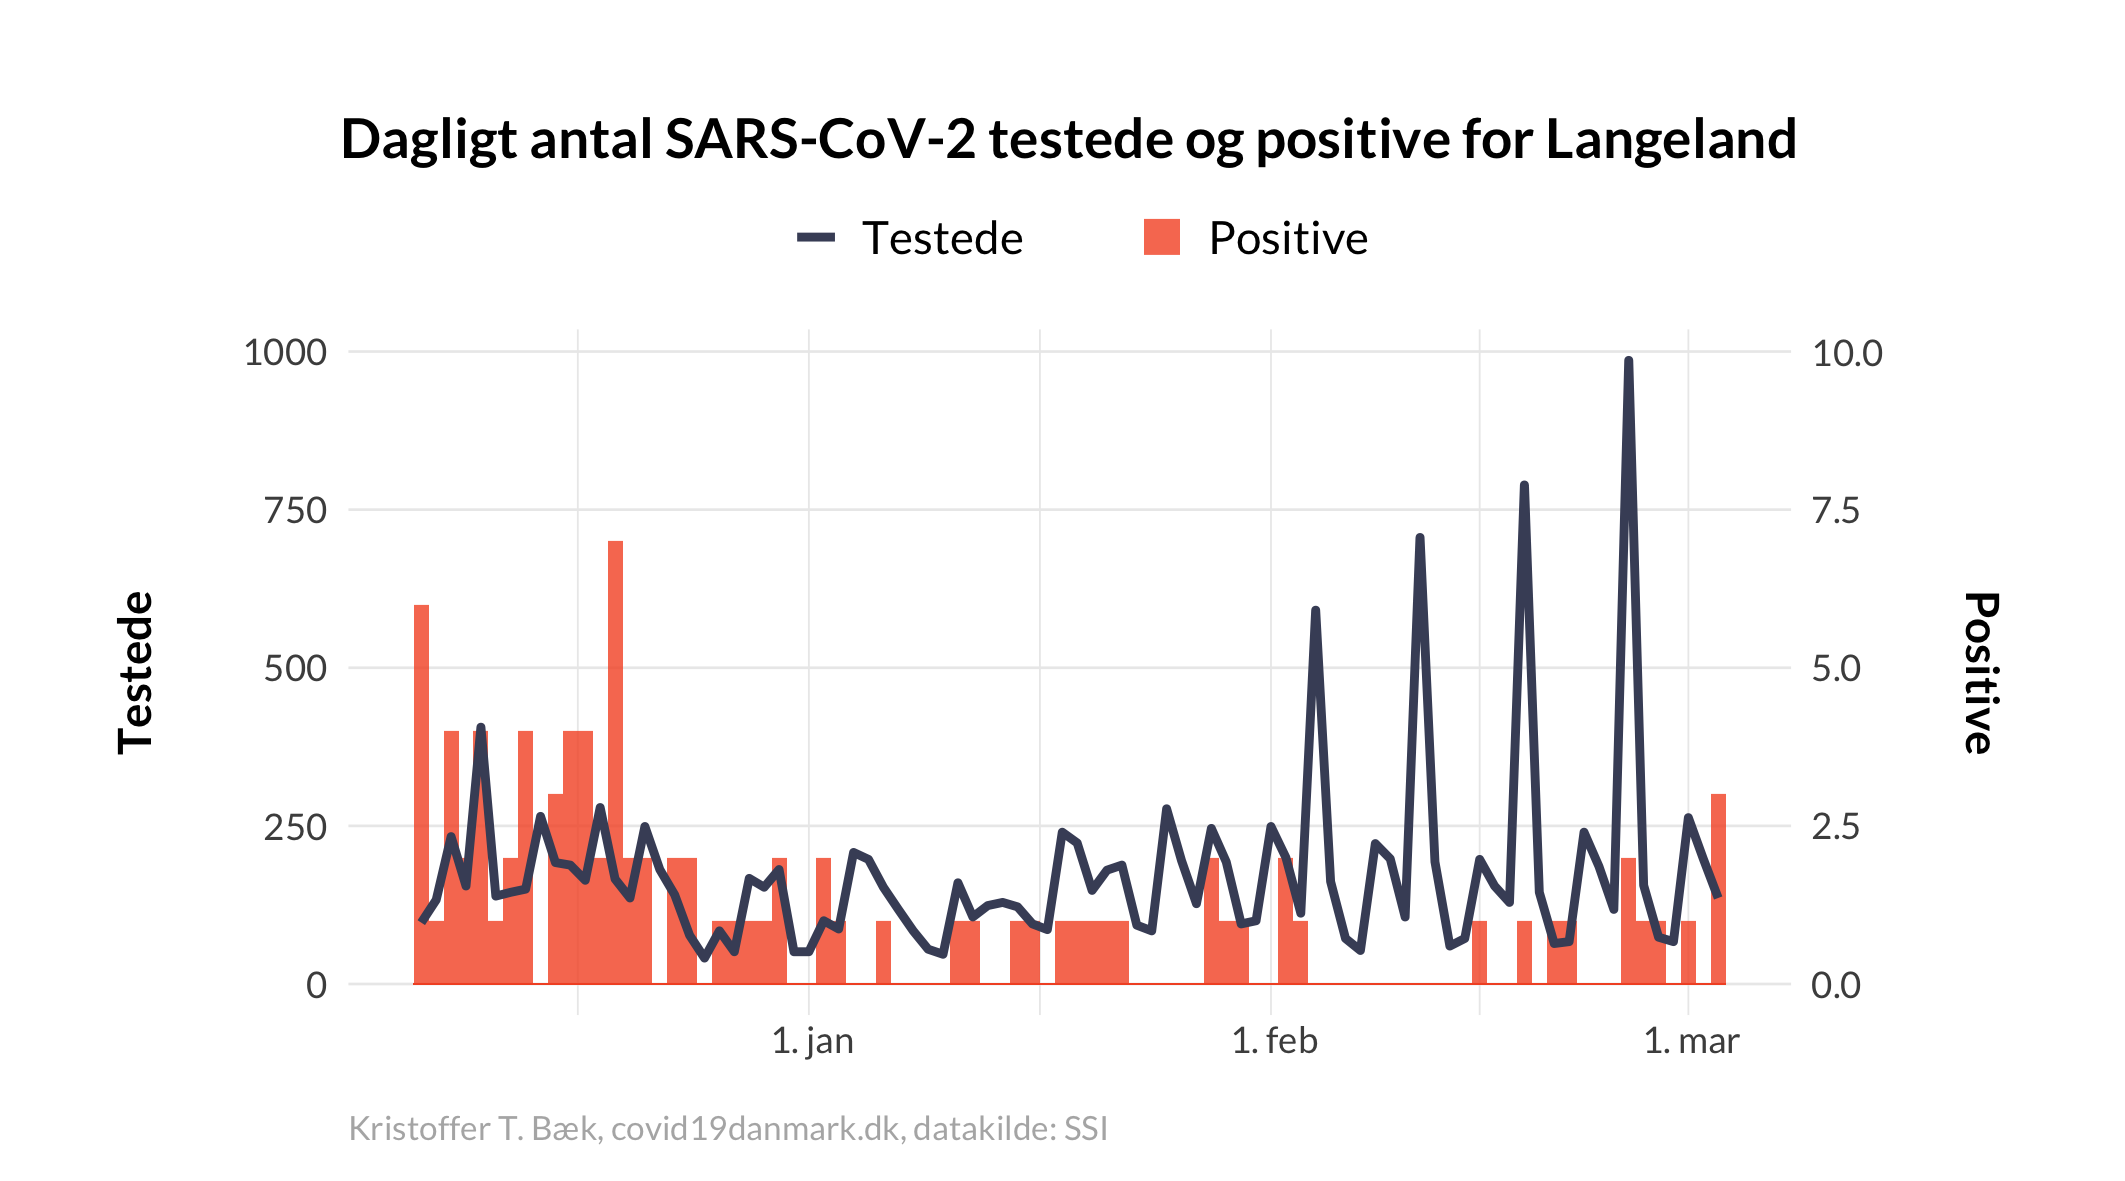 Dagligt antal SARS-CoV-2 testede og positive for Langeland
Testede Positive
1000 10.0
750 7.5
500 5.0
250 2.5
0 0.0
Testede
Positive
1. jan 1. feb 1. mar
Kristoffer T. Bæk, covid19danmark.dk, datakilde: SSI